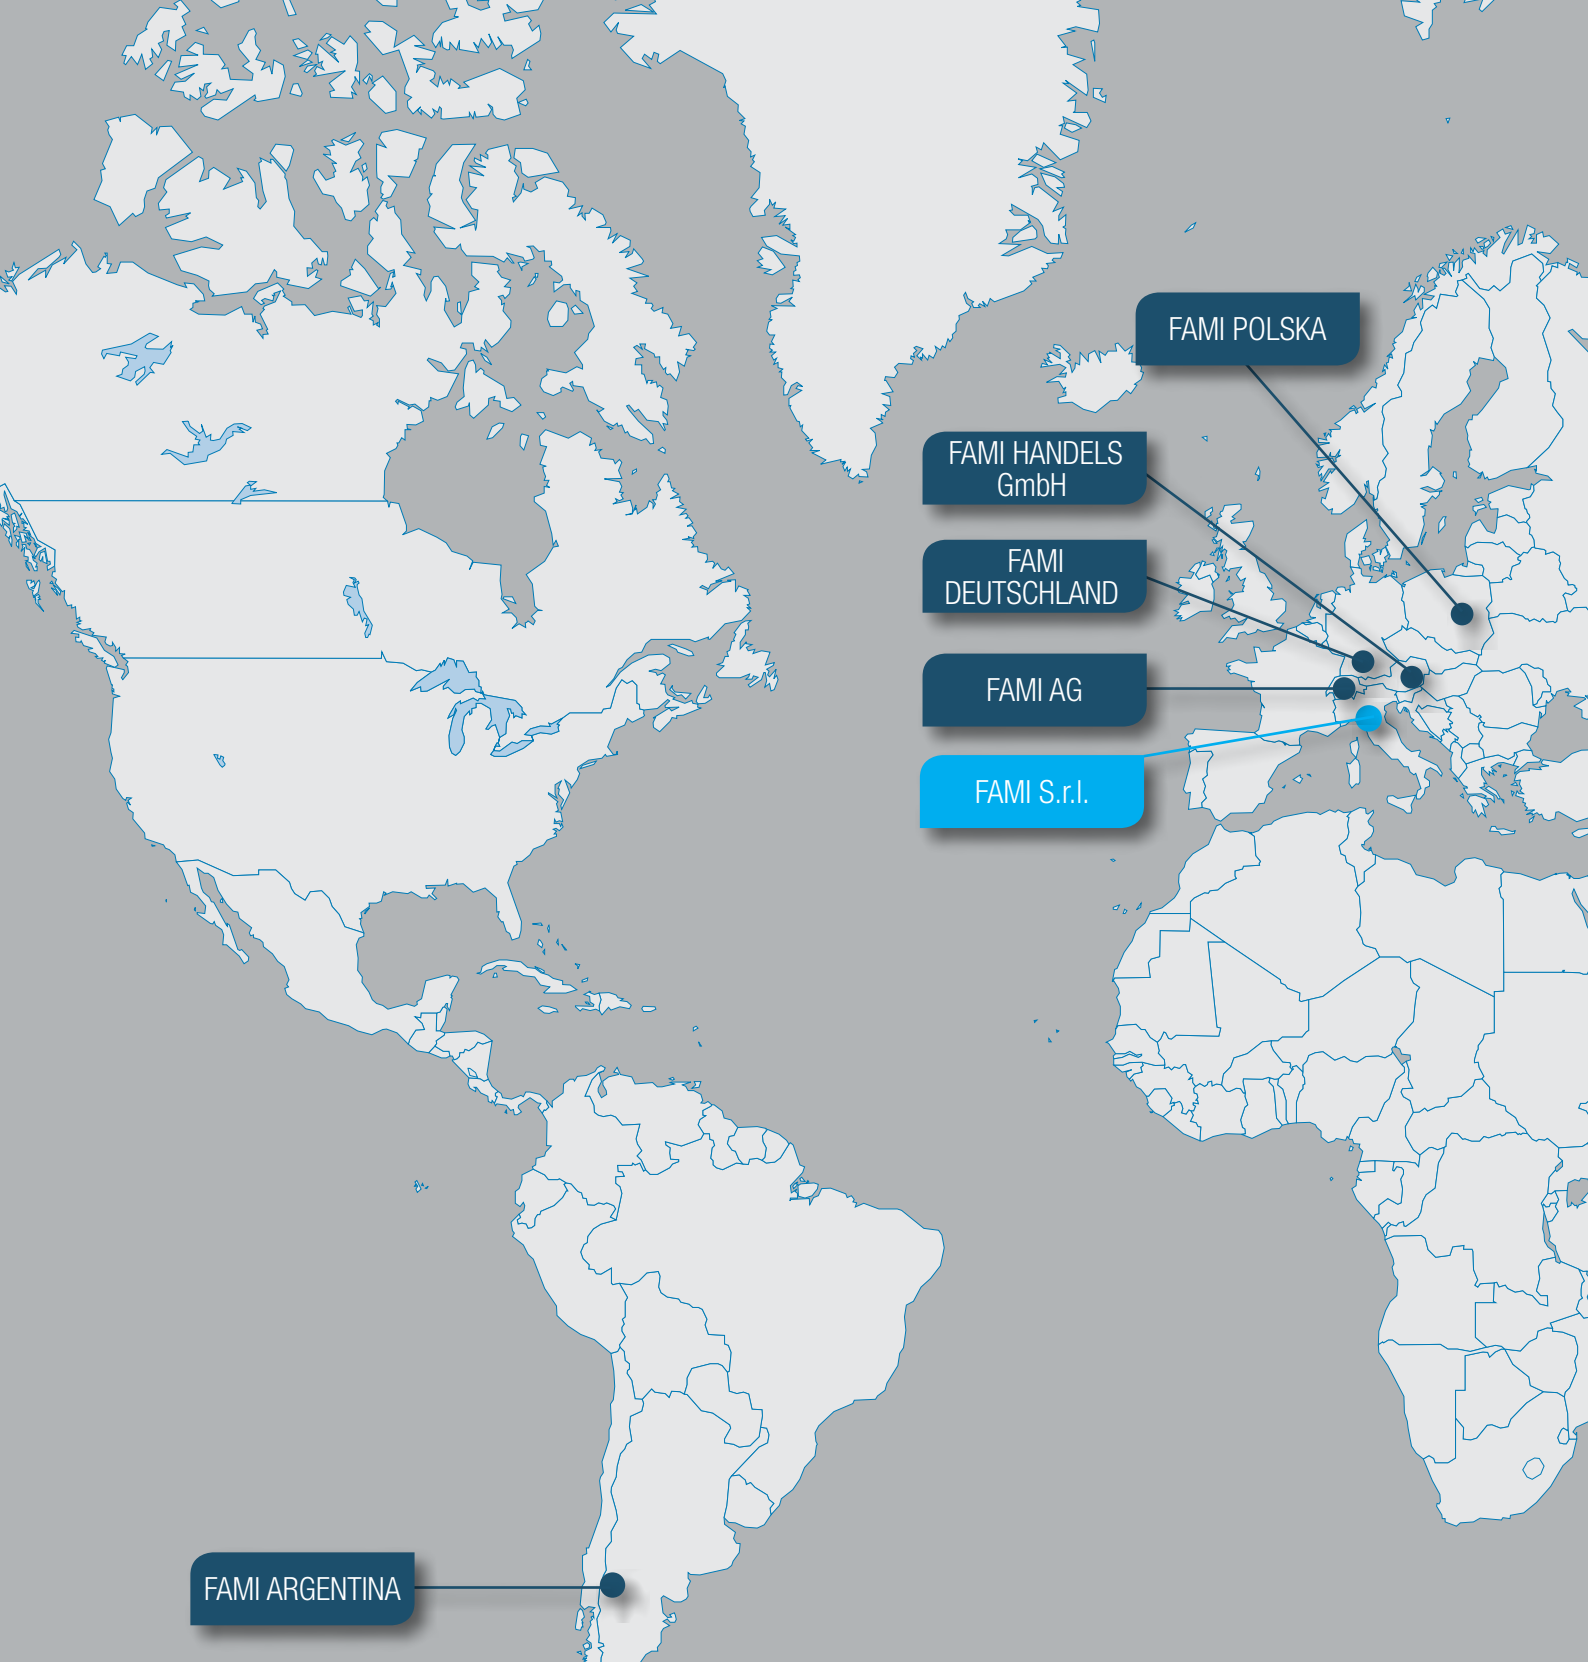 FAMI POLSKA
FAMI HANDELS
GmbH
FAMI
DEUTSCHLAND
FAMI AG
FAMI S.r.l.
FAMI ARGENTINA